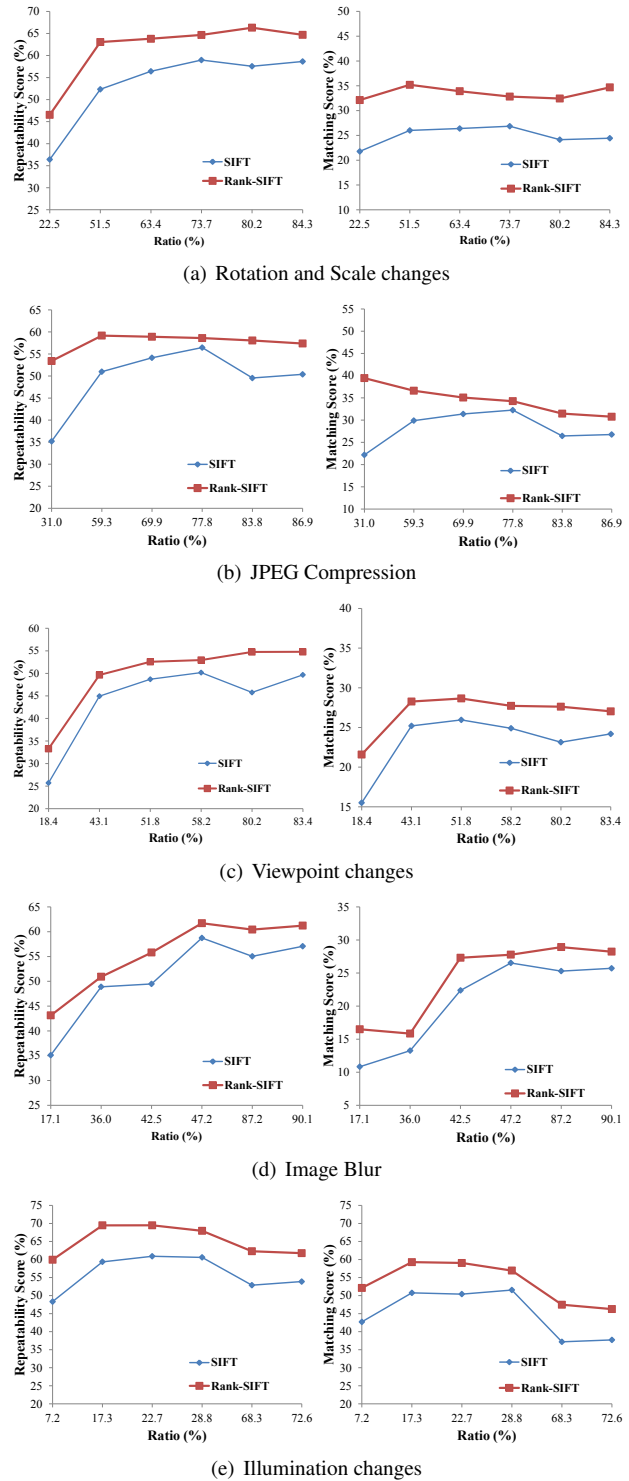 70
65
60
55
50
45
40
35
30
25
Repeatability Score (%)
22.5 51.5 63.4 73.7 80.2 84.3
Ratio (%)
SIFT
Rank-SIFT
50
45
40
35
30
25
20
15
10
Matching Score (%)
22.5 51.5 63.4 73.7 80.2 84.3
Ratio (%)
SIFT
Rank-SIFT
(a) Rotation and Scale changes
65
60
55
50
45
40
35
30
25
20
Repeatability Score (%)
31.0 59.3 69.9 77.8 83.8 86.9
Ratio (%)
SIFT
Rank-SIFT
55
50
45
40
35
30
25
20
15
10
Matching Score (%)
31.0 59.3 69.9 77.8 83.8 86.9
Ratio (%)
SIFT
Rank-SIFT
(b) JPEG Compression
60
55
50
45
40
35
30
25
20
Reptability Score (%)
18.4 43.1 51.8 58.2 80.2 83.4
Ratio (%)
SIFT
Rank-SIFT
40
35
30
25
20
15
Matching Score (%)
18.4 43.1 51.8 58.2 80.2 83.4
Ratio (%)
SIFT
Rank-SIFT
(c) Viewpoint changes
65
60
55
50
45
40
35
30
25
Repeatability Score (%)
17.1 36.0 42.5 47.2 87.2 90.1
Ratio (%)
SIFT
Rank-SIFT
35
30
25
20
15
10
5
Matching Score (%)
17.1 36.0 42.5 47.2 87.2 90.1
Ratio (%)
SIFT
Rank-SIFT
(d) Image Blur
75
70
65
60
55
50
45
40
35
30
25
20
Repeatability Score (%)
7.2 17.3 22.7 28.8 68.3 72.6
Ratio (%)
SIFT
Rank-SIFT
75
70
65
60
55
50
45
40
35
30
25
20
Matching Score (%)
7.2 17.3 22.7 28.8 68.3 72.6
Ratio (%)
SIFT
Rank-SIFT
(e) Illumination changes